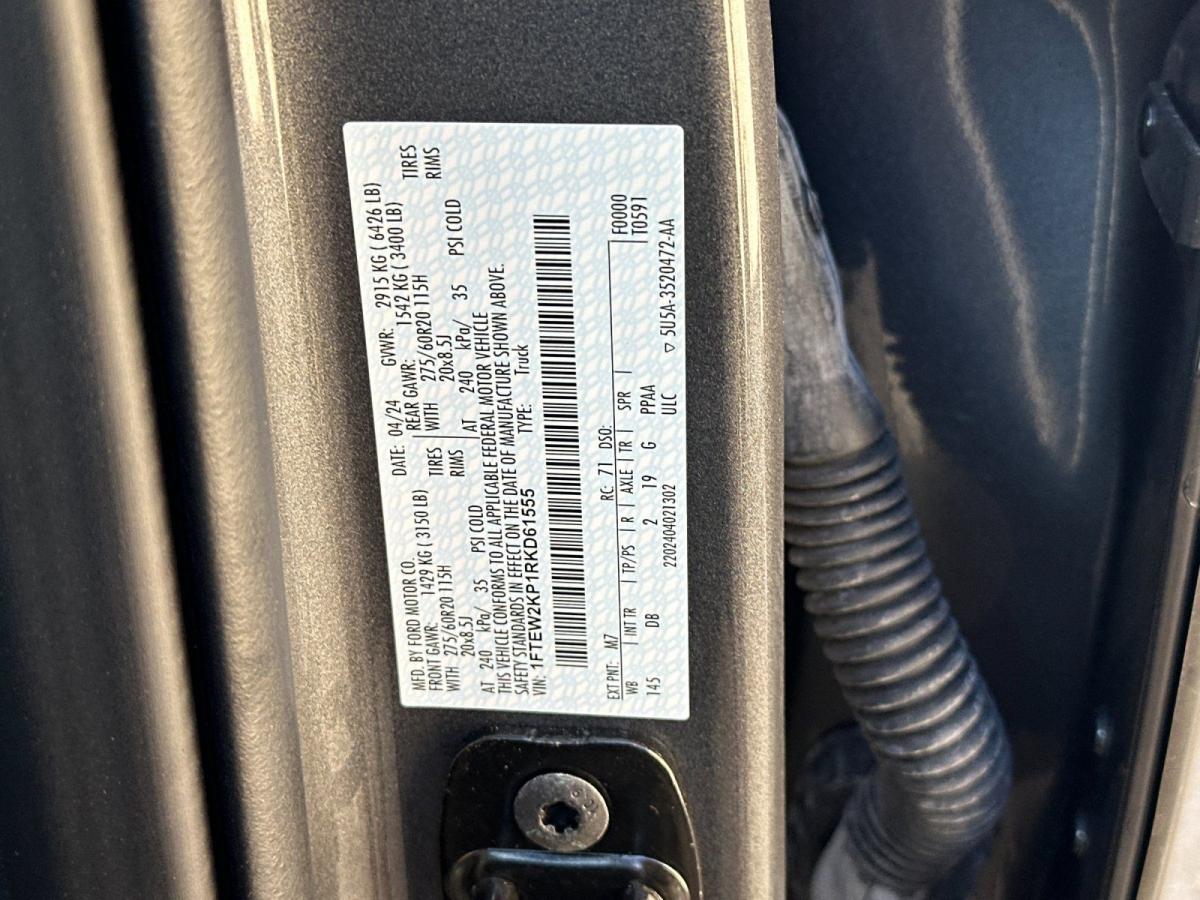 MFD. BY FORD MOTOR CO.
DATE: 04/24 GVWR: 2915 KG ( 6426 LB)
FRONT GAWR: 1429 KG ( 3150 LB) REAR GAWR: 1542 KG ( 3400 LB)
WITH 275/60R20 115H TIRES WITH 275/60R20 115H TIRES
20x8.5J RIMS 20x8.5J RIMS
AT 240 kPa/ 35 PSI COLD AT 240 kPa/ 35 PSI COLD
THIS VEHICLE CONFORMS TO ALL APPLICABLE FEDERAL MOTOR VEHICLE
SAFETY STANDARDS IN EFFECT ON THE DATE OF MANUFACTURE SHOWN ABOVE.
VIN: 1FTEW2KP1RKD61555 TYPE: Truck
EXT PNT: M7 RC: 71 DSO: F0000
WB INT TR TP/PS R AXLE TR SPR T0591
145 DB 2 19 G PPAA
220240402 1302 ULC ▽ 5U5A-3520472-AA